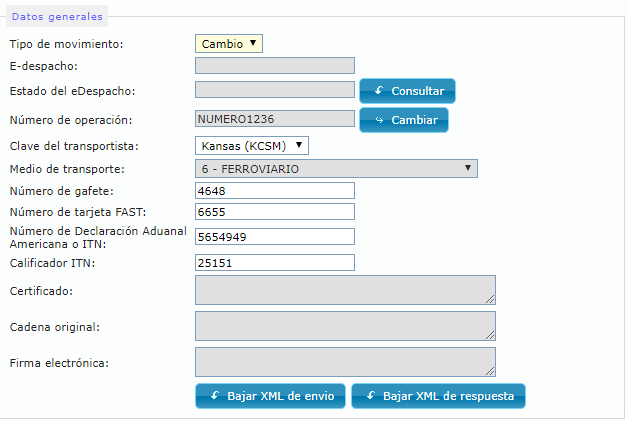 Datos generales
Tipo de movimiento: Cambio
E-despacho:
Estado del eDespacho: Consultar
Número de operación: NUMERO1236 Cambiar
Clave del transportista: Kansas (KCSM)
Medio de transporte: 6 - FERROVIARIO
Número de gafete: 4648
Número de tarjeta FAST: 6655
Número de Declaración Aduanal
Americana o ITN: 5654949
Calificador ITN: 25151
Certificado:
Cadena original:
Firma electrónica:
Bajar XML de envio Bajar XML de respuesta